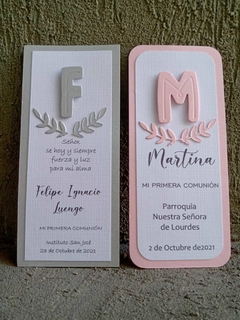 F
Señor,
se hoy y siempre
fuerza y luz
para mi alma
Felipe Ignacio
Luengo
MI PRIMERA COMUNIÓN
Instituto San José
28 de Octubre de 2021
M
Martina
MI PRIMERA COMUNIÓN
Parroquia
Nuestra Señora
de Lourdes
2 de Octubre de2021